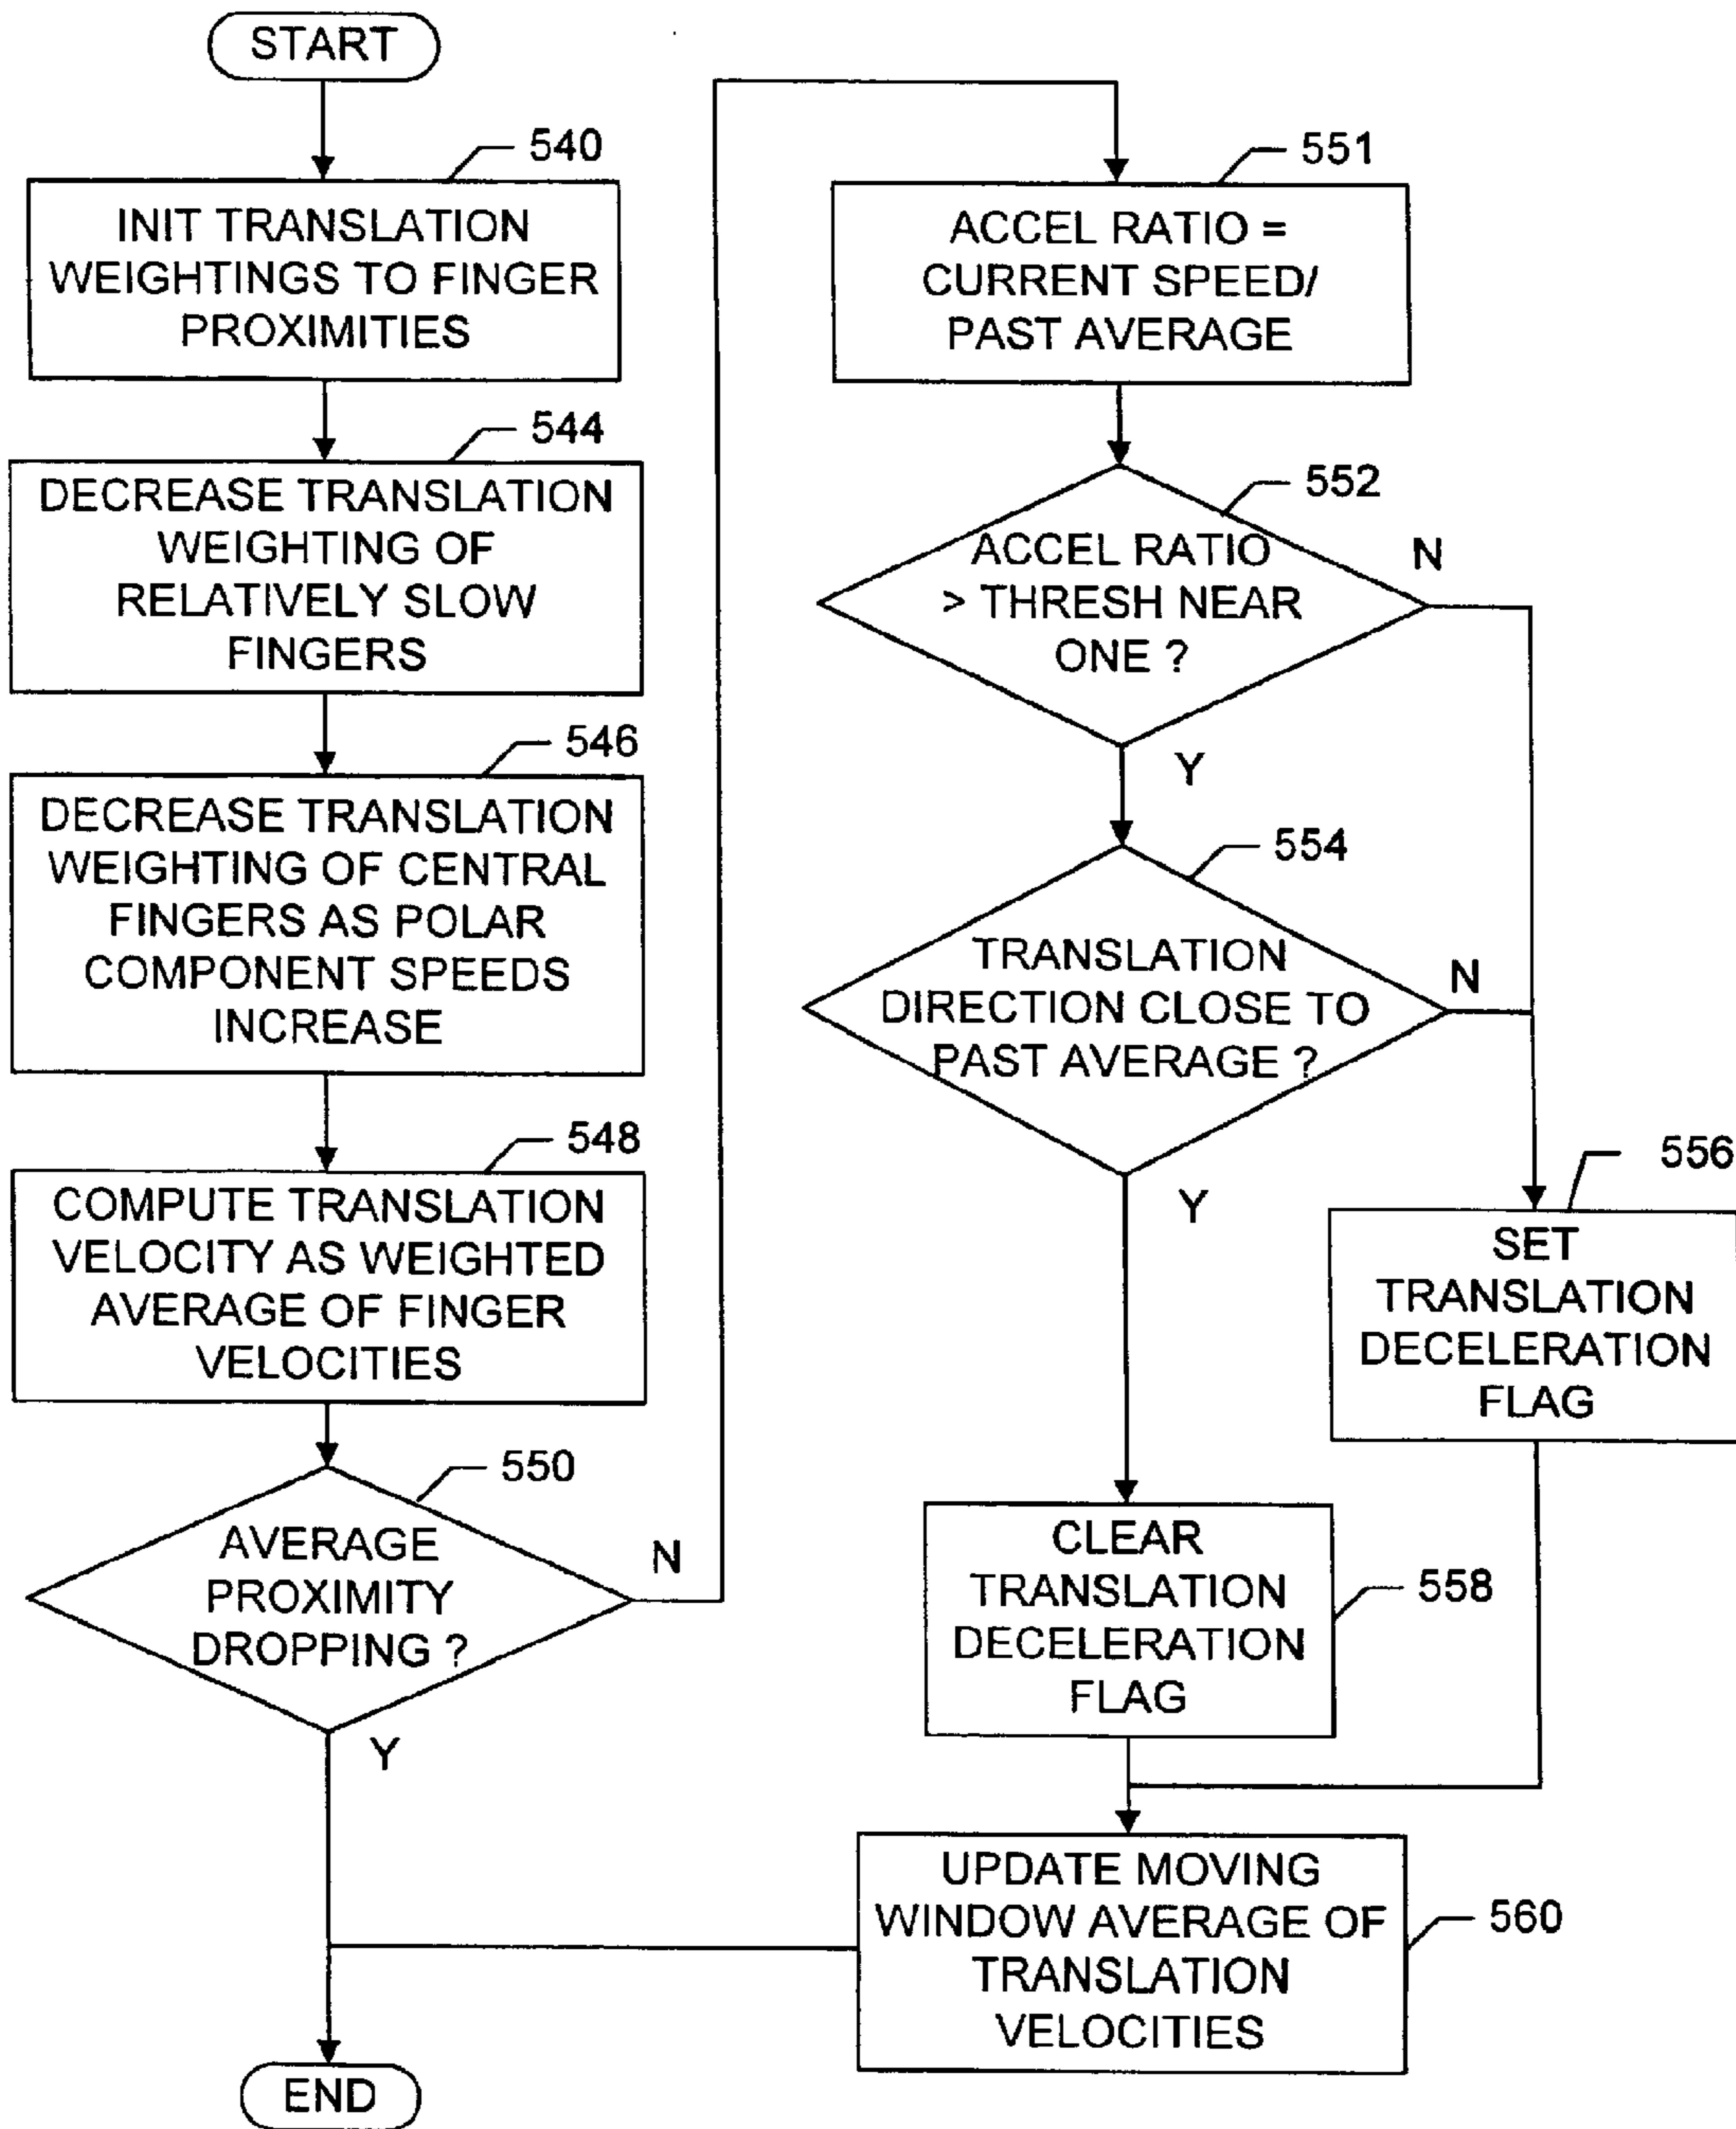 START
540
INIT TRANSLATION
WEIGHTINGS TO FINGER
PROXIMITIES
544
DECREASE TRANSLATION
WEIGHTING OF
RELATIVELY SLOW
FINGERS
546
DECREASE TRANSLATION
WEIGHTING OF CENTRAL
FINGERS AS POLAR
COMPONENT SPEEDS
INCREASE
548
COMPUTE TRANSLATION
VELOCITY AS WEIGHTED
AVERAGE OF FINGER
VELOCITIES
550
AVERAGE
PROXIMITY
DROPPING ?
N
Y
551
ACCEL RATIO =
CURRENT SPEED/
PAST AVERAGE
552
ACCEL RATIO
> THRESH NEAR
ONE ?
N
Y
554
TRANSLATION
DIRECTION CLOSE TO
PAST AVERAGE ?
N
Y
556
SET
TRANSLATION
DECELERATION
FLAG
CLEAR
TRANSLATION
DECELERATION
FLAG
558
UPDATE MOVING
WINDOW AVERAGE OF
TRANSLATION
VELOCITIES
560
END